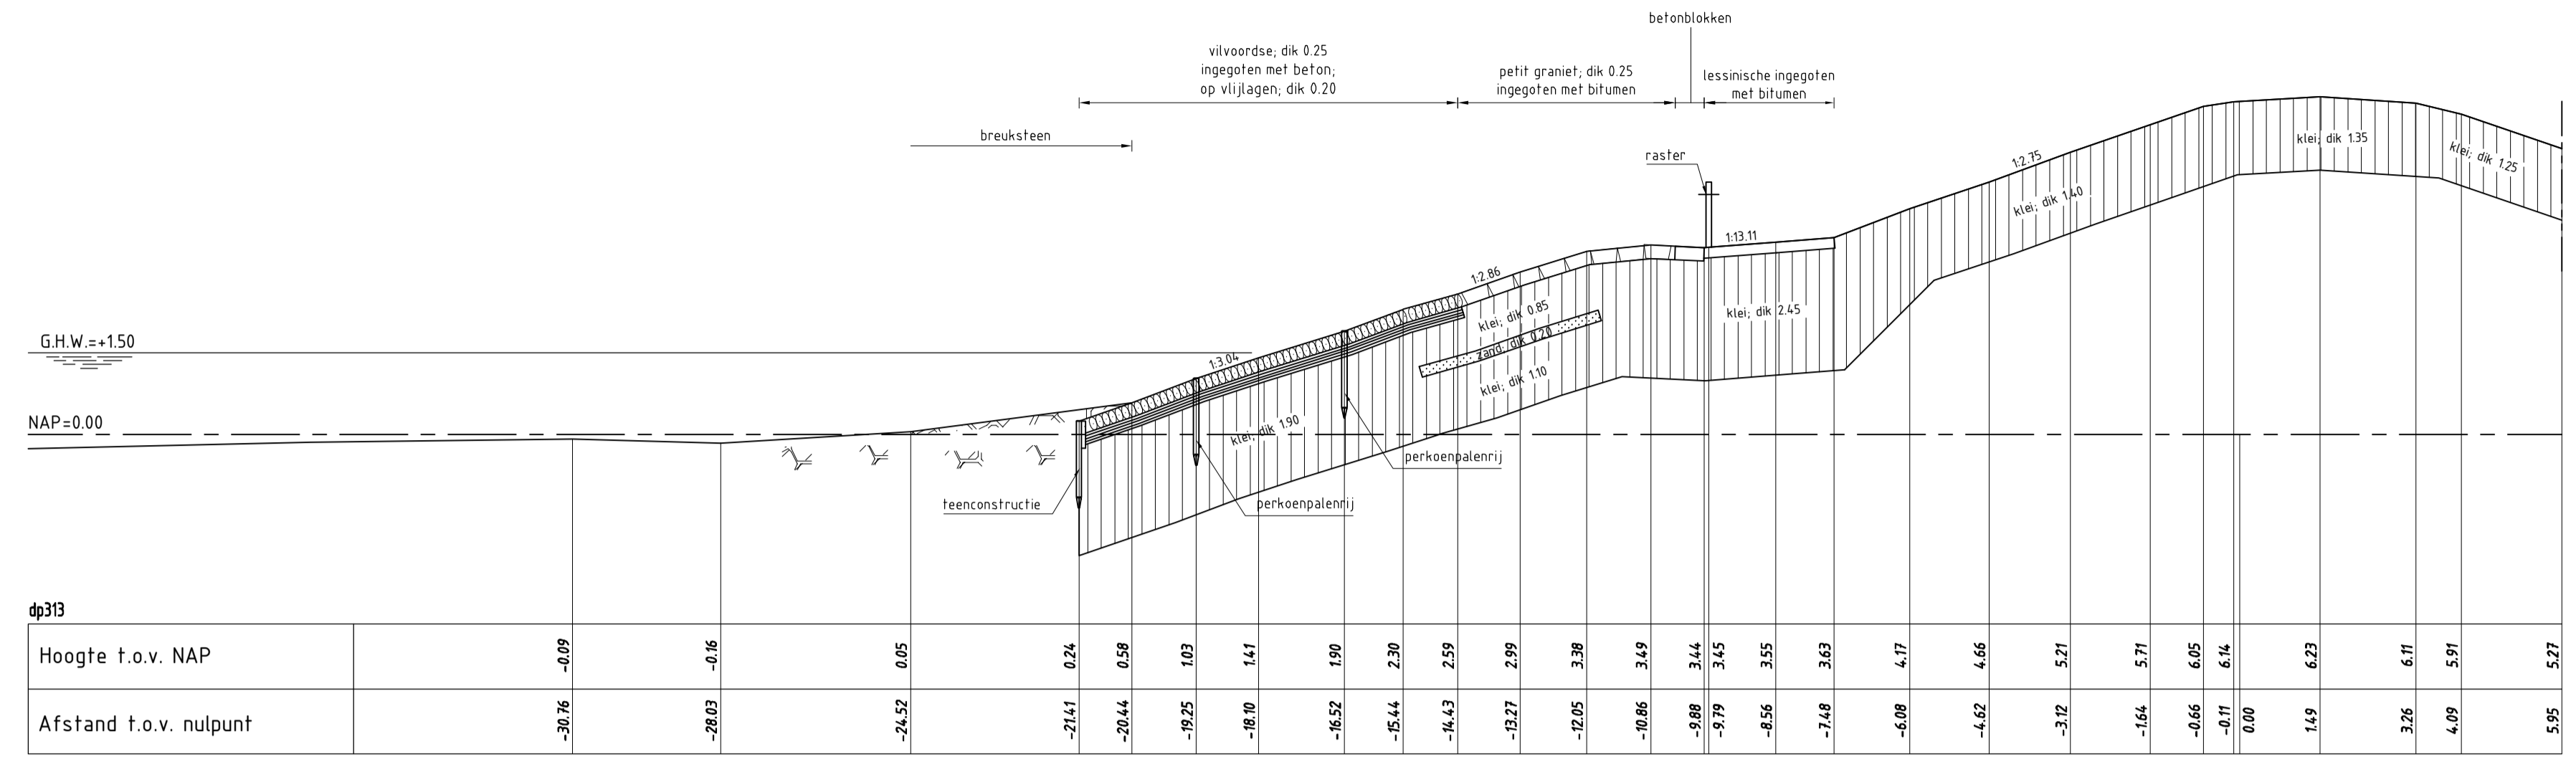 betonblokken
vilvoordse; dik 0.25
ingegoten met beton;
op vlijlagen; dik 0.20
petit graniet; dik 0.25
ingegoten met bitumen
lessinische ingegoten
met bitumen
breuksteen
raster
klei; dik 1.35
klei; dik 1.25
1:2.75
klei; dik 1.40
1:13.11
1:2.86
klei; dik 2.45
klei; dik 0.85
zand; dik 0.20
klei; dik 1.10
G.H.W.=+1.50
1:3.04
NAP=0.00
klei; dik 1.90
perkoenpalenrij
teenconstructie
perkoenpalenrij
dp313
Hoogte t.o.v. NAP -0.09 -0.16 0.05 0.24 0.58 1.03 1.41 1.90 2.30 2.59 2.99 3.38 3.49 3.44 3.45 3.55 3.63 4.17 4.66 5.21 5.71 6.05 6.14 6.23 6.11 5.91 5.27
Afstand t.o.v. nulpunt -30.76 -28.03 -24.52 -21.41 -20.44 -19.25 -18.10 -16.52 -15.44 -14.43 -13.27 -12.05 -10.86 -9.88 -9.79 -8.56 -7.48 -6.08 -4.62 -3.12 -1.64 -0.66 -0.11 0.00 1.49 3.26 4.09 5.95